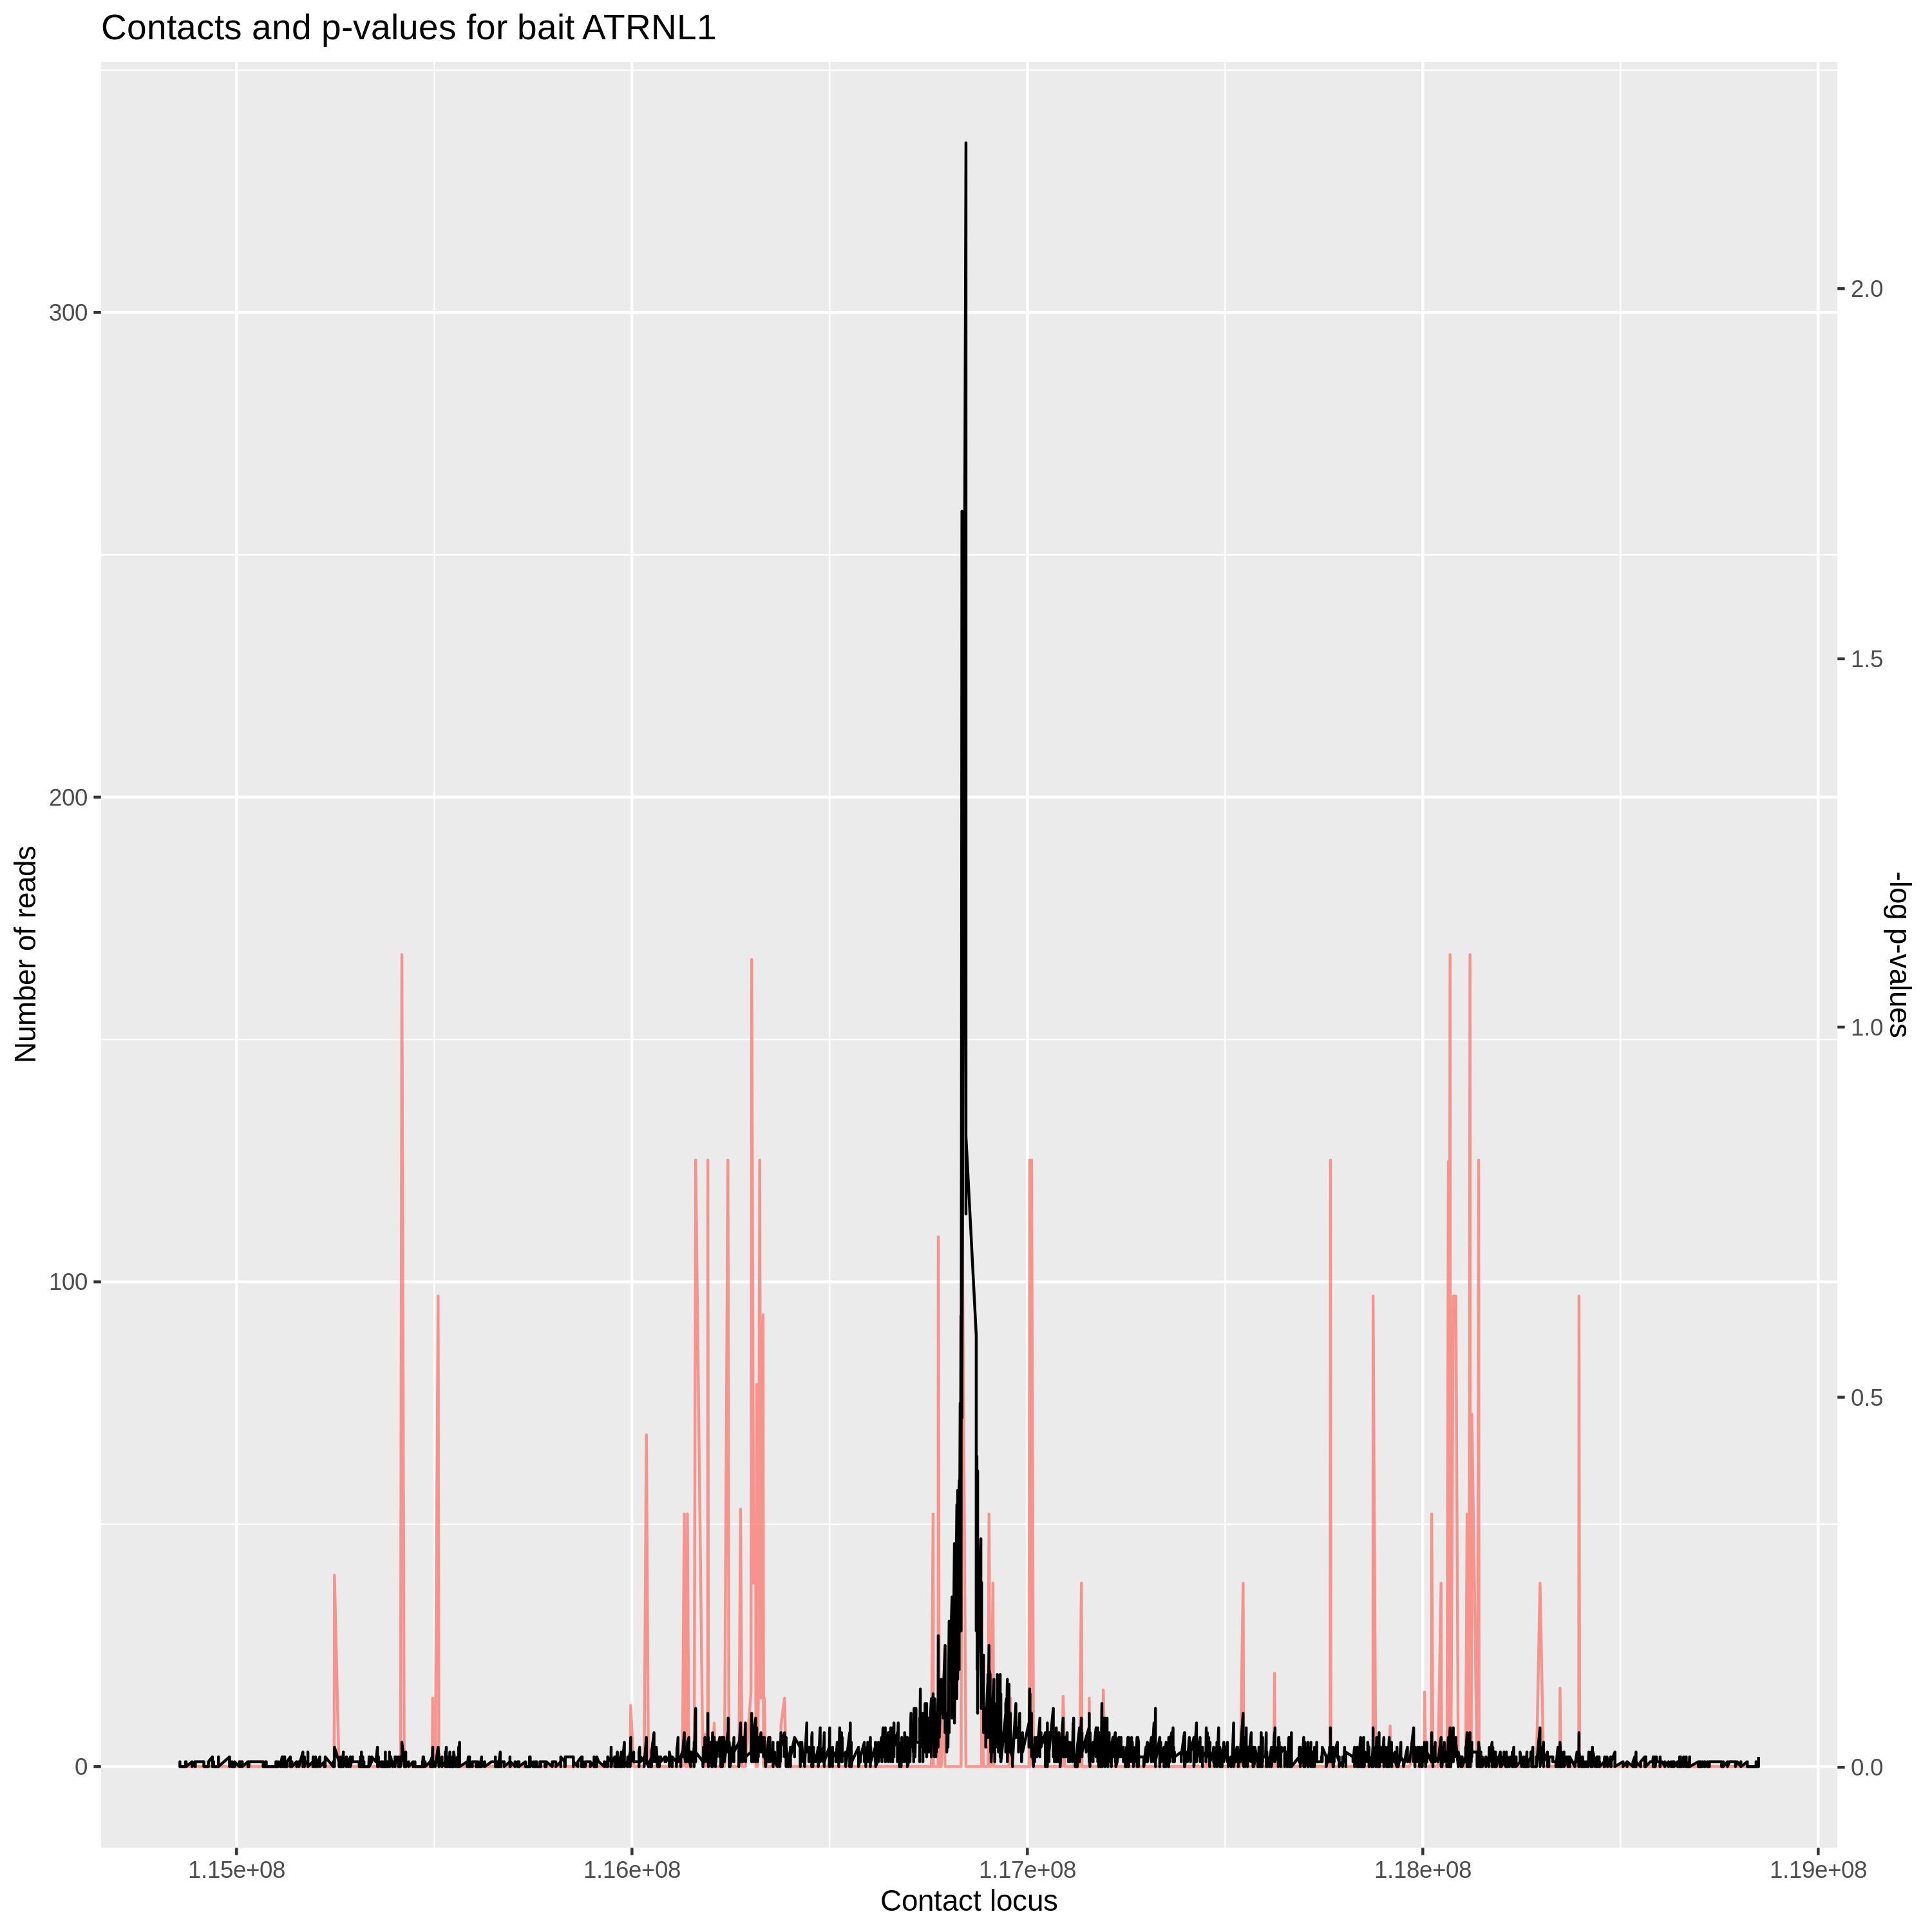 Contacts and p-values for bait ATRNL1
Number of reads
300
200
100
0
2.0
1.5
1.0
0.5
0.0
-log p-values
1.15e+08
1.16e+08
1.17e+08
1.18e+08
1.19e+08
Contact locus